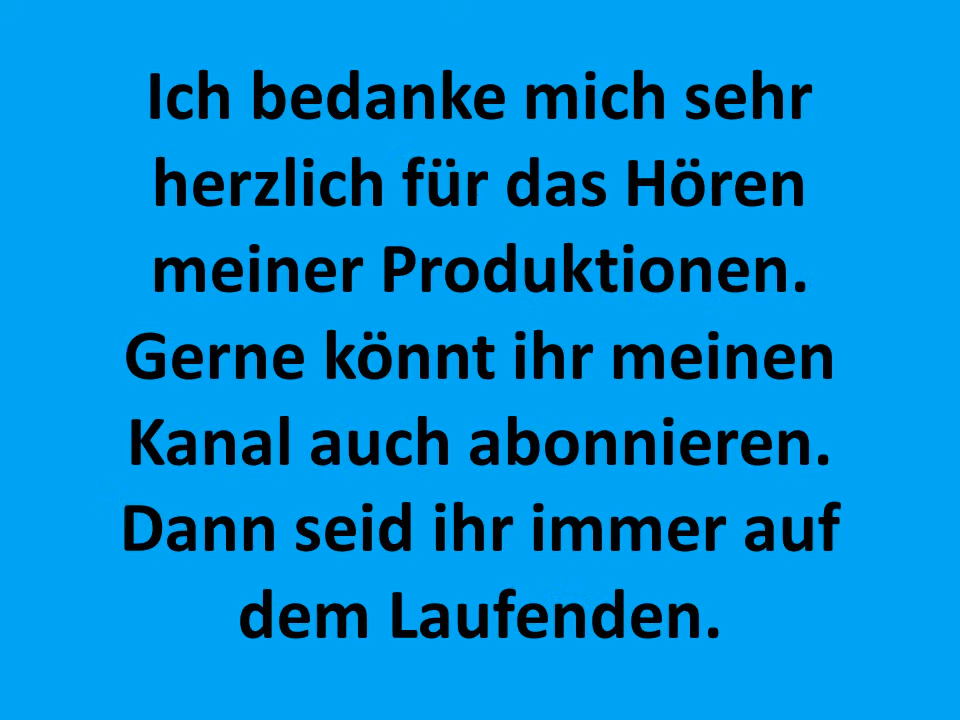 Ich bedanke mich sehr
herzlich für das Hören
meiner Produktionen.
Gerne könnt ihr meinen
Kanal auch abonnieren.
Dann seid ihr immer auf
dem Laufenden.